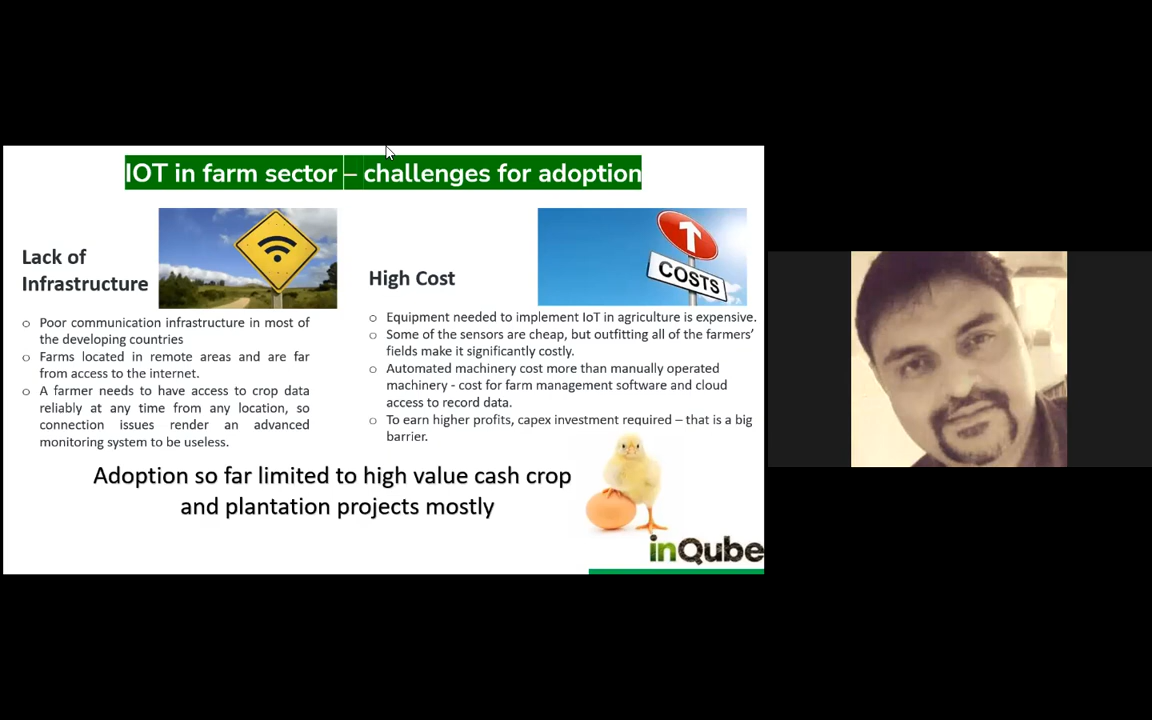 IOT in farm sector – challenges for adoption
Lack of
Infrastructure
o Poor communication infrastructure in most of
the developing countries
o Farms located in remote areas and are far
from access to the internet.
o A farmer needs to have access to crop data
reliably at any time from any location, so
connection issues render an advanced
monitoring system to be useless.
High Cost
COSTS
o Equipment needed to implement IoT in agriculture is expensive.
o Some of the sensors are cheap, but outfitting all of the farmers’
fields make it significantly costly.
o Automated machinery cost more than manually operated
machinery - cost for farm management software and cloud
access to record data.
o To earn higher profits, capex investment required – that is a big
barrier.
Adoption so far limited to high value cash crop
and plantation projects mostly
inQube